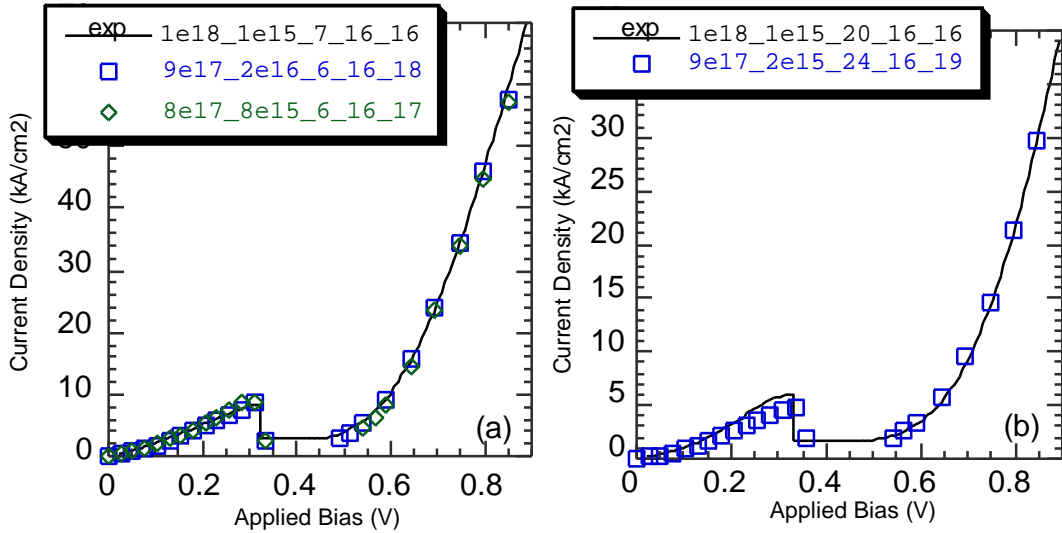 exp 1e18_1e15_7_16_16
9e17_2e16_6_16_18
8e17_8e15_6_16_17
Current Density (kA/cm2)
40
30
20
10
0
(a)
0 0.2 0.4 0.6 0.8
Applied Bias (V)
exp 1e18_1e15_20_16_16
9e17_2e15_24_16_19
Current Density (kA/cm2)
30
25
20
15
10
5
0
(b)
0 0.2 0.4 0.6 0.8
Applied Bias (V)